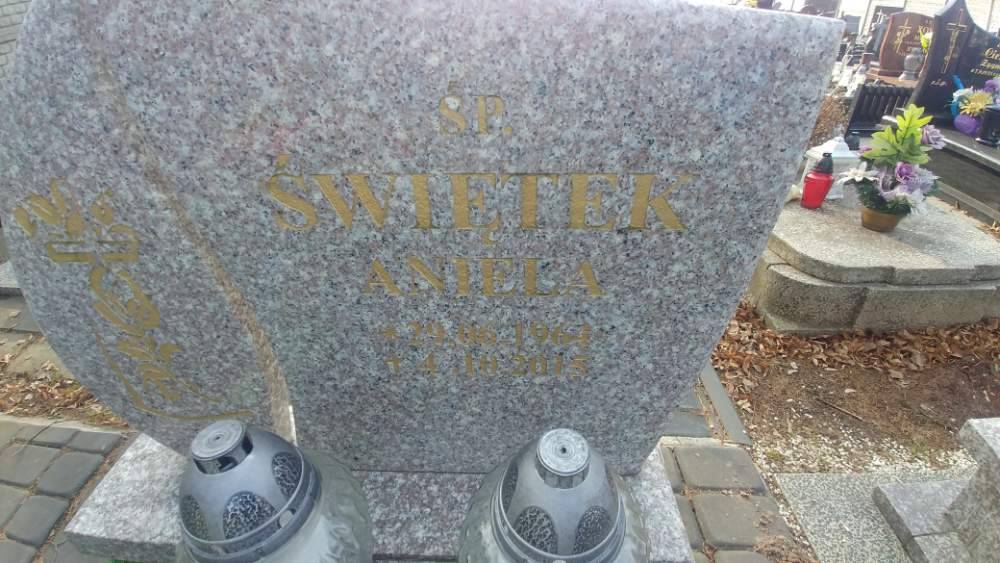 ŚP.
ŚWIĘTEK
ANIELA
* 29.06.1964
† 4.10.2015